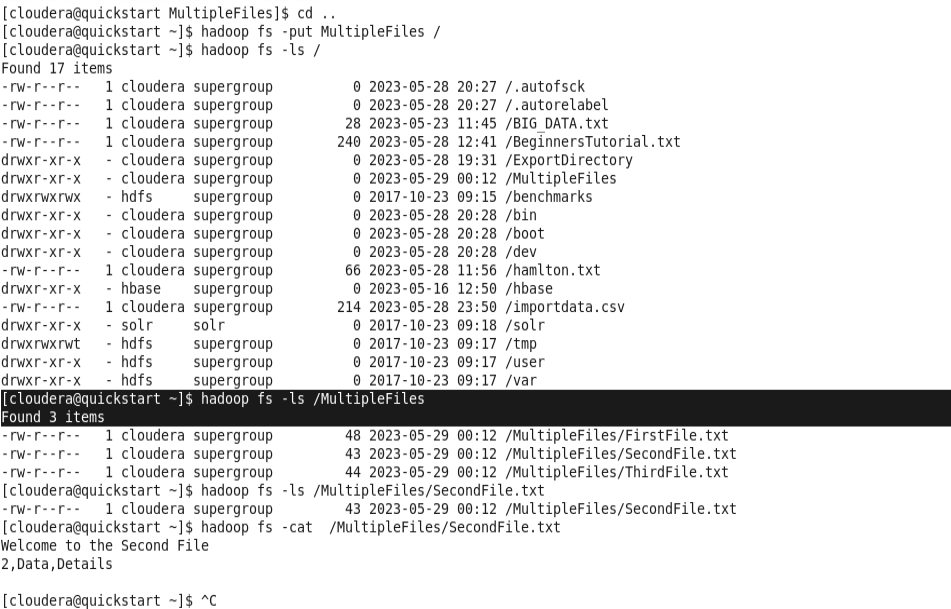 [cloudera@quickstart MultipleFiles]$ cd ..
[cloudera@quickstart ~]$ hadoop fs -put MultipleFiles /
[cloudera@quickstart ~]$ hadoop fs -ls /
Found 17 items
-rw-r--r--   1 cloudera supergroup          0 2023-05-28 20:27 /.autofsck
-rw-r--r--   1 cloudera supergroup          0 2023-05-28 20:27 /.autorelabel
-rw-r--r--   1 cloudera supergroup         28 2023-05-23 11:45 /BIG_DATA.txt
-rw-r--r--   1 cloudera supergroup        240 2023-05-28 12:41 /BeginnersTutorial.txt
drwxr-xr-x   - cloudera supergroup          0 2023-05-28 19:31 /ExportDirectory
drwxr-xr-x   - cloudera supergroup          0 2023-05-29 00:12 /MultipleFiles
drwxrwxrwx   - hdfs     supergroup          0 2017-10-23 09:15 /benchmarks
drwxr-xr-x   - cloudera supergroup          0 2023-05-28 20:28 /bin
drwxr-xr-x   - cloudera supergroup          0 2023-05-28 20:28 /boot
drwxr-xr-x   - cloudera supergroup          0 2023-05-28 20:28 /dev
-rw-r--r--   1 cloudera supergroup         66 2023-05-28 11:56 /hamlton.txt
drwxr-xr-x   - hbase    supergroup          0 2023-05-16 12:50 /hbase
-rw-r--r--   1 cloudera supergroup        214 2023-05-28 23:50 /importdata.csv
drwxr-xr-x   - solr     solr                0 2017-10-23 09:18 /solr
drwxrwxrwt   - hdfs     supergroup          0 2017-10-23 09:17 /tmp
drwxr-xr-x   - hdfs     supergroup          0 2017-10-23 09:17 /user
drwxr-xr-x   - hdfs     supergroup          0 2017-10-23 09:17 /var
[cloudera@quickstart ~]$ hadoop fs -ls /MultipleFiles
Found 3 items
-rw-r--r--   1 cloudera supergroup         48 2023-05-29 00:12 /MultipleFiles/FirstFile.txt
-rw-r--r--   1 cloudera supergroup         43 2023-05-29 00:12 /MultipleFiles/SecondFile.txt
-rw-r--r--   1 cloudera supergroup         44 2023-05-29 00:12 /MultipleFiles/ThirdFile.txt
[cloudera@quickstart ~]$ hadoop fs -ls /MultipleFiles/SecondFile.txt
-rw-r--r--   1 cloudera supergroup         43 2023-05-29 00:12 /MultipleFiles/SecondFile.txt
[cloudera@quickstart ~]$ hadoop fs -cat  /MultipleFiles/SecondFile.txt
Welcome to the Second File
2,Data,Details
[cloudera@quickstart ~]$ ^C